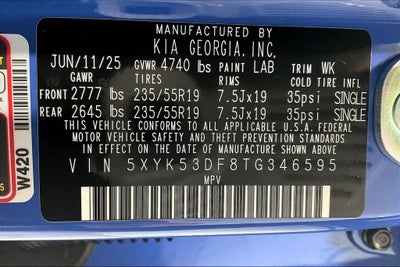 MANUFACTURED BY
KIA GEORGIA, INC.
JUN/11/25 GVWR 4740 lbs PAINT LAB TRIM WK
GAWR TIRES RIMS COLD TIRE INFL
FRONT 2777 lbs 235/55R19 7.5Jx19 35psi SINGLE
REAR 2645 lbs 235/55R19 7.5Jx19 35psi SINGLE
THIS VEHICLE CONFORMS TO ALL APPLICABLE U.S.A. FEDERAL
MOTOR VEHICLE SAFETY, BUMPER, AND THEFT PREVENTION STANDARDS
IN EFFECT ON THE DATE OF MANUFACTURE SHOWN ABOVE
VIN 5XYK53DF8TG346595
MPV
W420